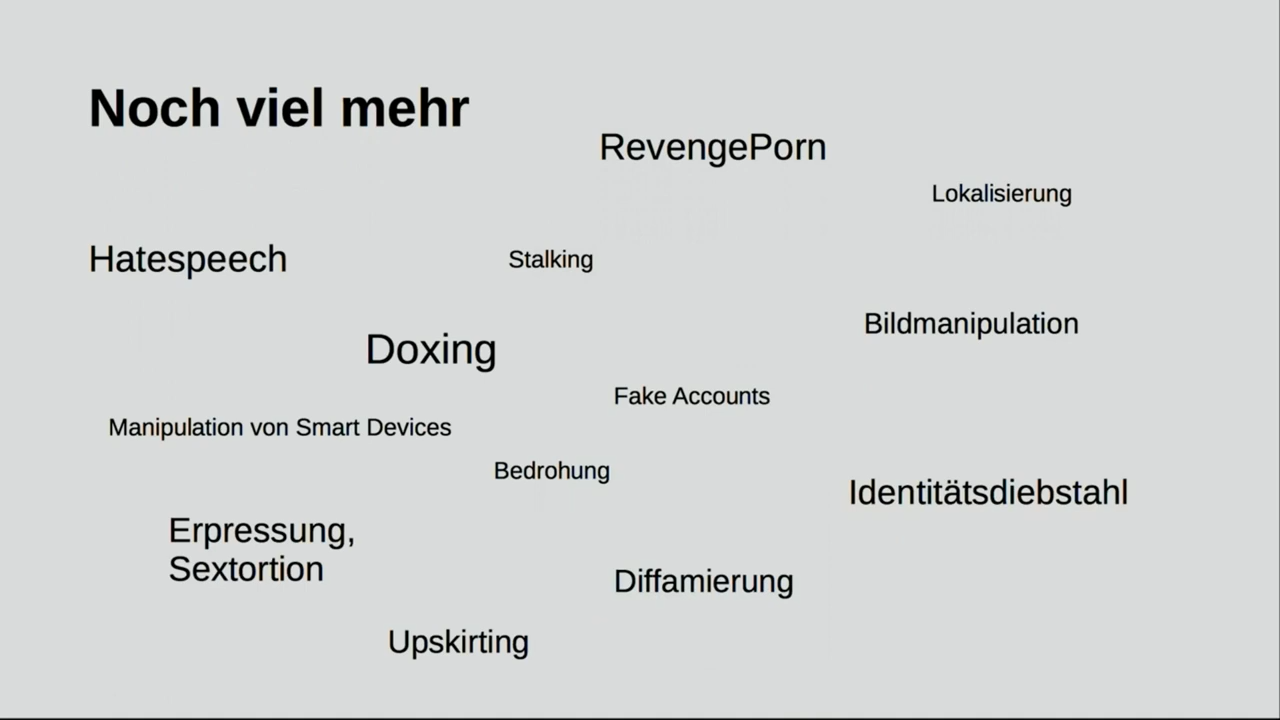 Noch viel mehr
RevengePorn
Lokalisierung
Hatespeech
Stalking
Bildmanipulation
Doxing
Fake Accounts
Manipulation von Smart Devices
Bedrohung
Identitätsdiebstahl
Erpressung,
Sextortion
Diffamierung
Upskirting